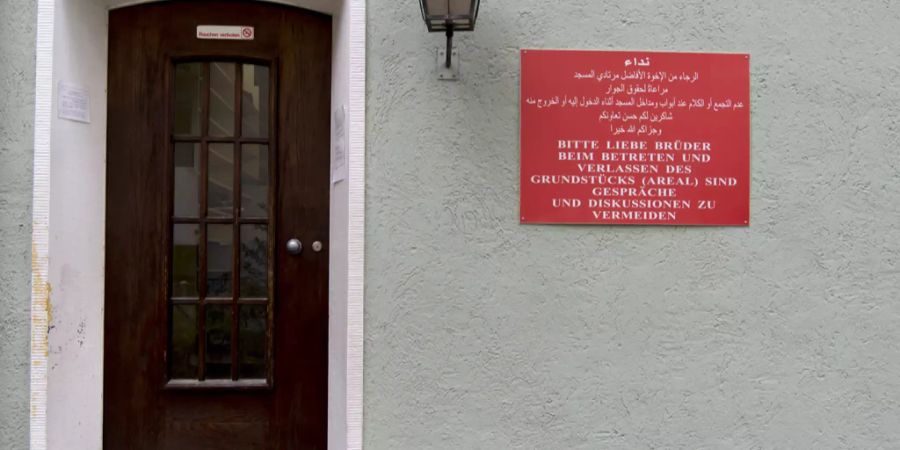 Rauchen verboten
نداء
الرجاء من الإخوة الأفاضل مرتادي المسجد
مراعاة لحقوق الجوار
عدم التجمع أو الكلام عند أبواب ومداخل المسجد أثناء الدخول إليه أو الخروج منه
شاكرين لكم حسن تعاونكم
وجزاكم الله خيرا
BITTE LIEBE BRÜDER
BEIM BETRETEN UND
VERLASSEN DES
GRUNDSTÜCKS (AREAL) SIND
GESPRÄCHE
UND DISKUSSIONEN ZU
VERMEIDEN